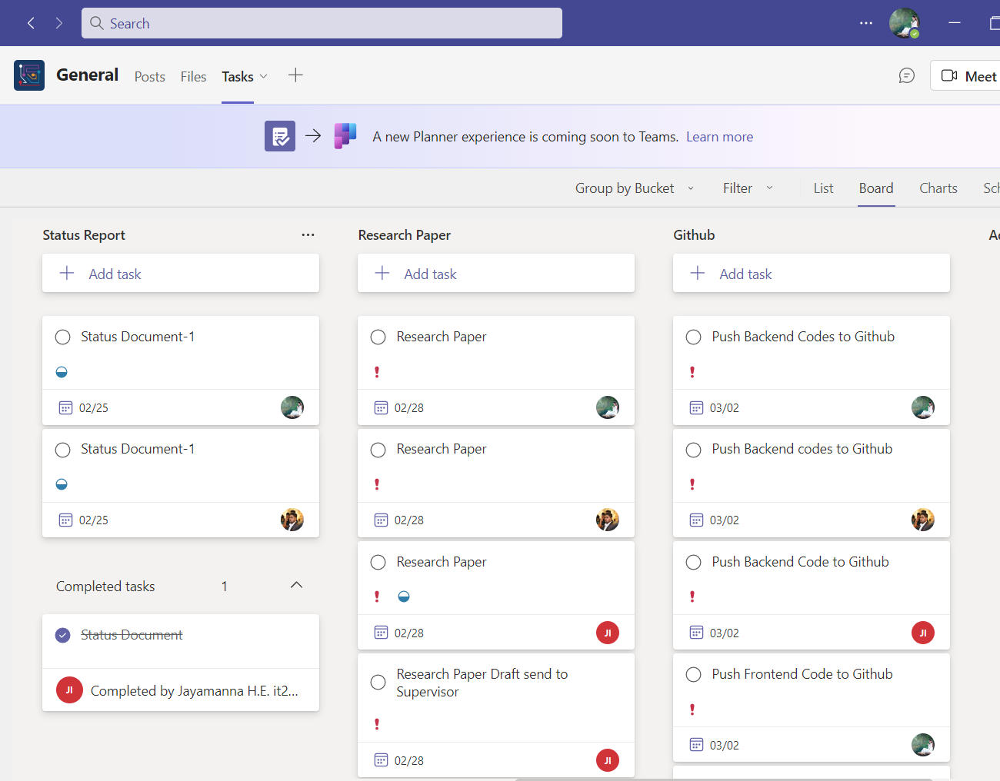 Search
General
Posts
Files
Tasks
Meet
A new Planner experience is coming soon to Teams. Learn more
Group by Bucket
Filter
List
Board
Charts
Sch
Status Report
Add task
Status Document-1
02/25
Status Document-1
02/25
Completed tasks 1
Status Document
JI
Completed by Jayamanna H.E. it2...
Research Paper
Add task
Research Paper
02/28
Research Paper
02/28
Research Paper
02/28
JI
Research Paper Draft send to
Supervisor
02/28
JI
Github
Add task
Push Backend Codes to Github
03/02
Push Backend codes to Github
03/02
Push Backend Code to Github
03/02
JI
Push Frontend Code to Github
03/02